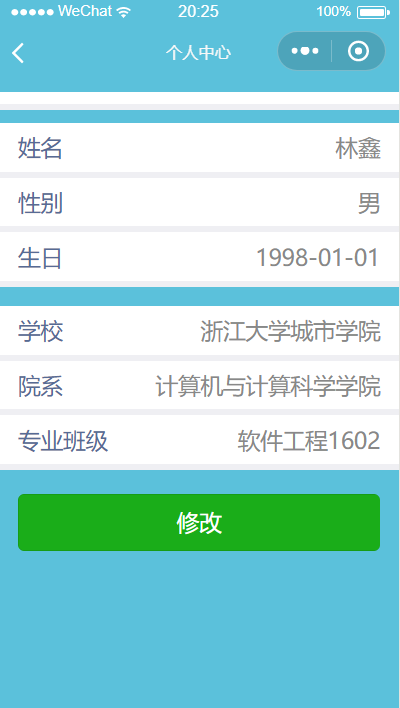 WeChat 20:25 100%
个人中心
姓名 林鑫
性别 男
生日 1998-01-01
学校 浙江大学城市学院
院系 计算机与计算科学学院
专业班级 软件工程1602
修改